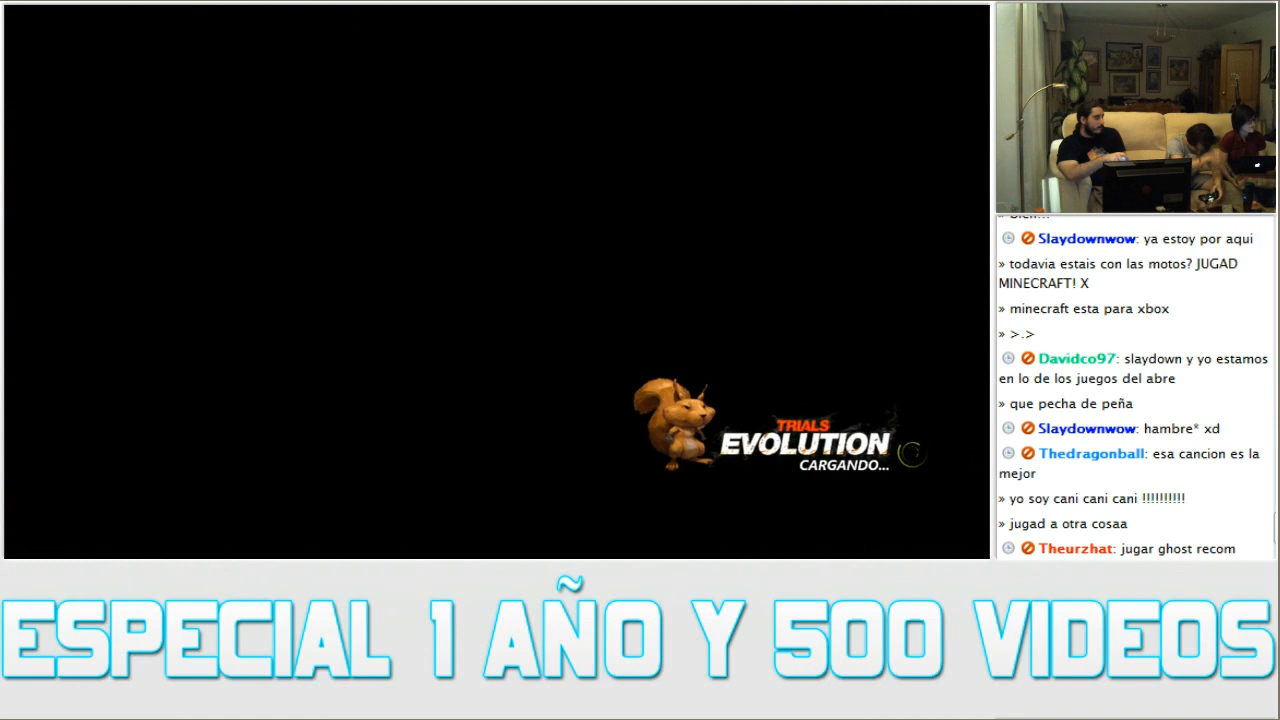 TRIALS
EVOLUTION
CARGANDO...
Slaydownwow: ya estoy por aqui
» todavia estais con las motos? JUGAD
MINECRAFT! X
» minecraft esta para xbox
» >.>
Davidco97: slaydown y yo estamos
en lo de los juegos del abre
» que pecha de peña
Slaydownwow: hambre* xd
Thedragonball: esa cancion es la
mejor
» yo soy cani cani cani !!!!!!!!!!
» jugad a otra cosaa
Theurzhat: jugar ghost recom
ESPECIAL 1 AÑO Y 500 VIDEOS